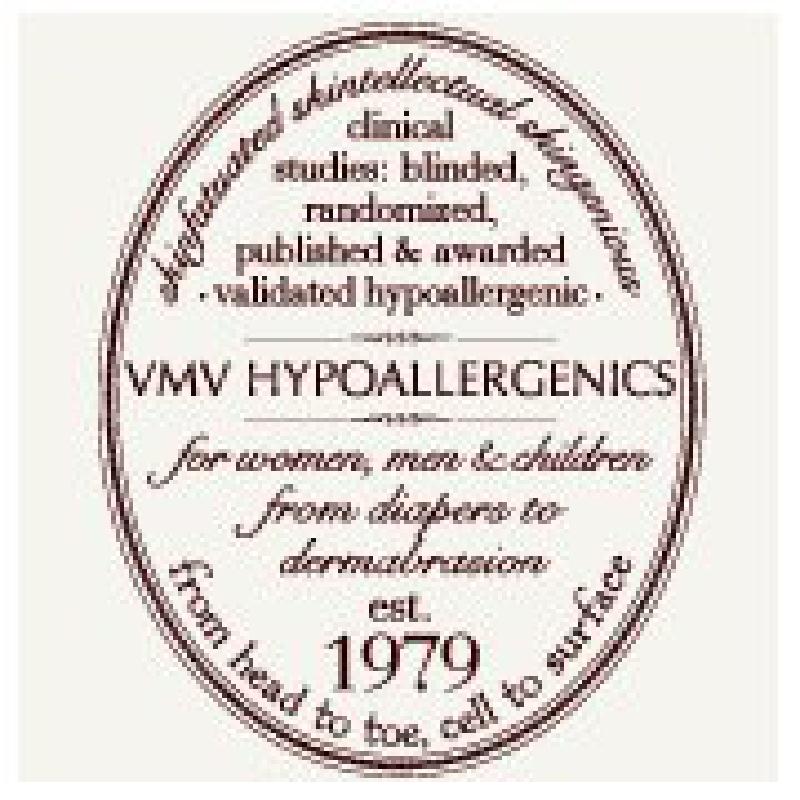 skinfatuated skintellectual skingenious
clinical
studies: blinded,
randomized,
published & awarded
· validated hypoallergenic ·
VMV HYPOALLERGENICS
for women, men & children
from diapers to
dermabrasion
est.
1979
from head to toe, cell to surface